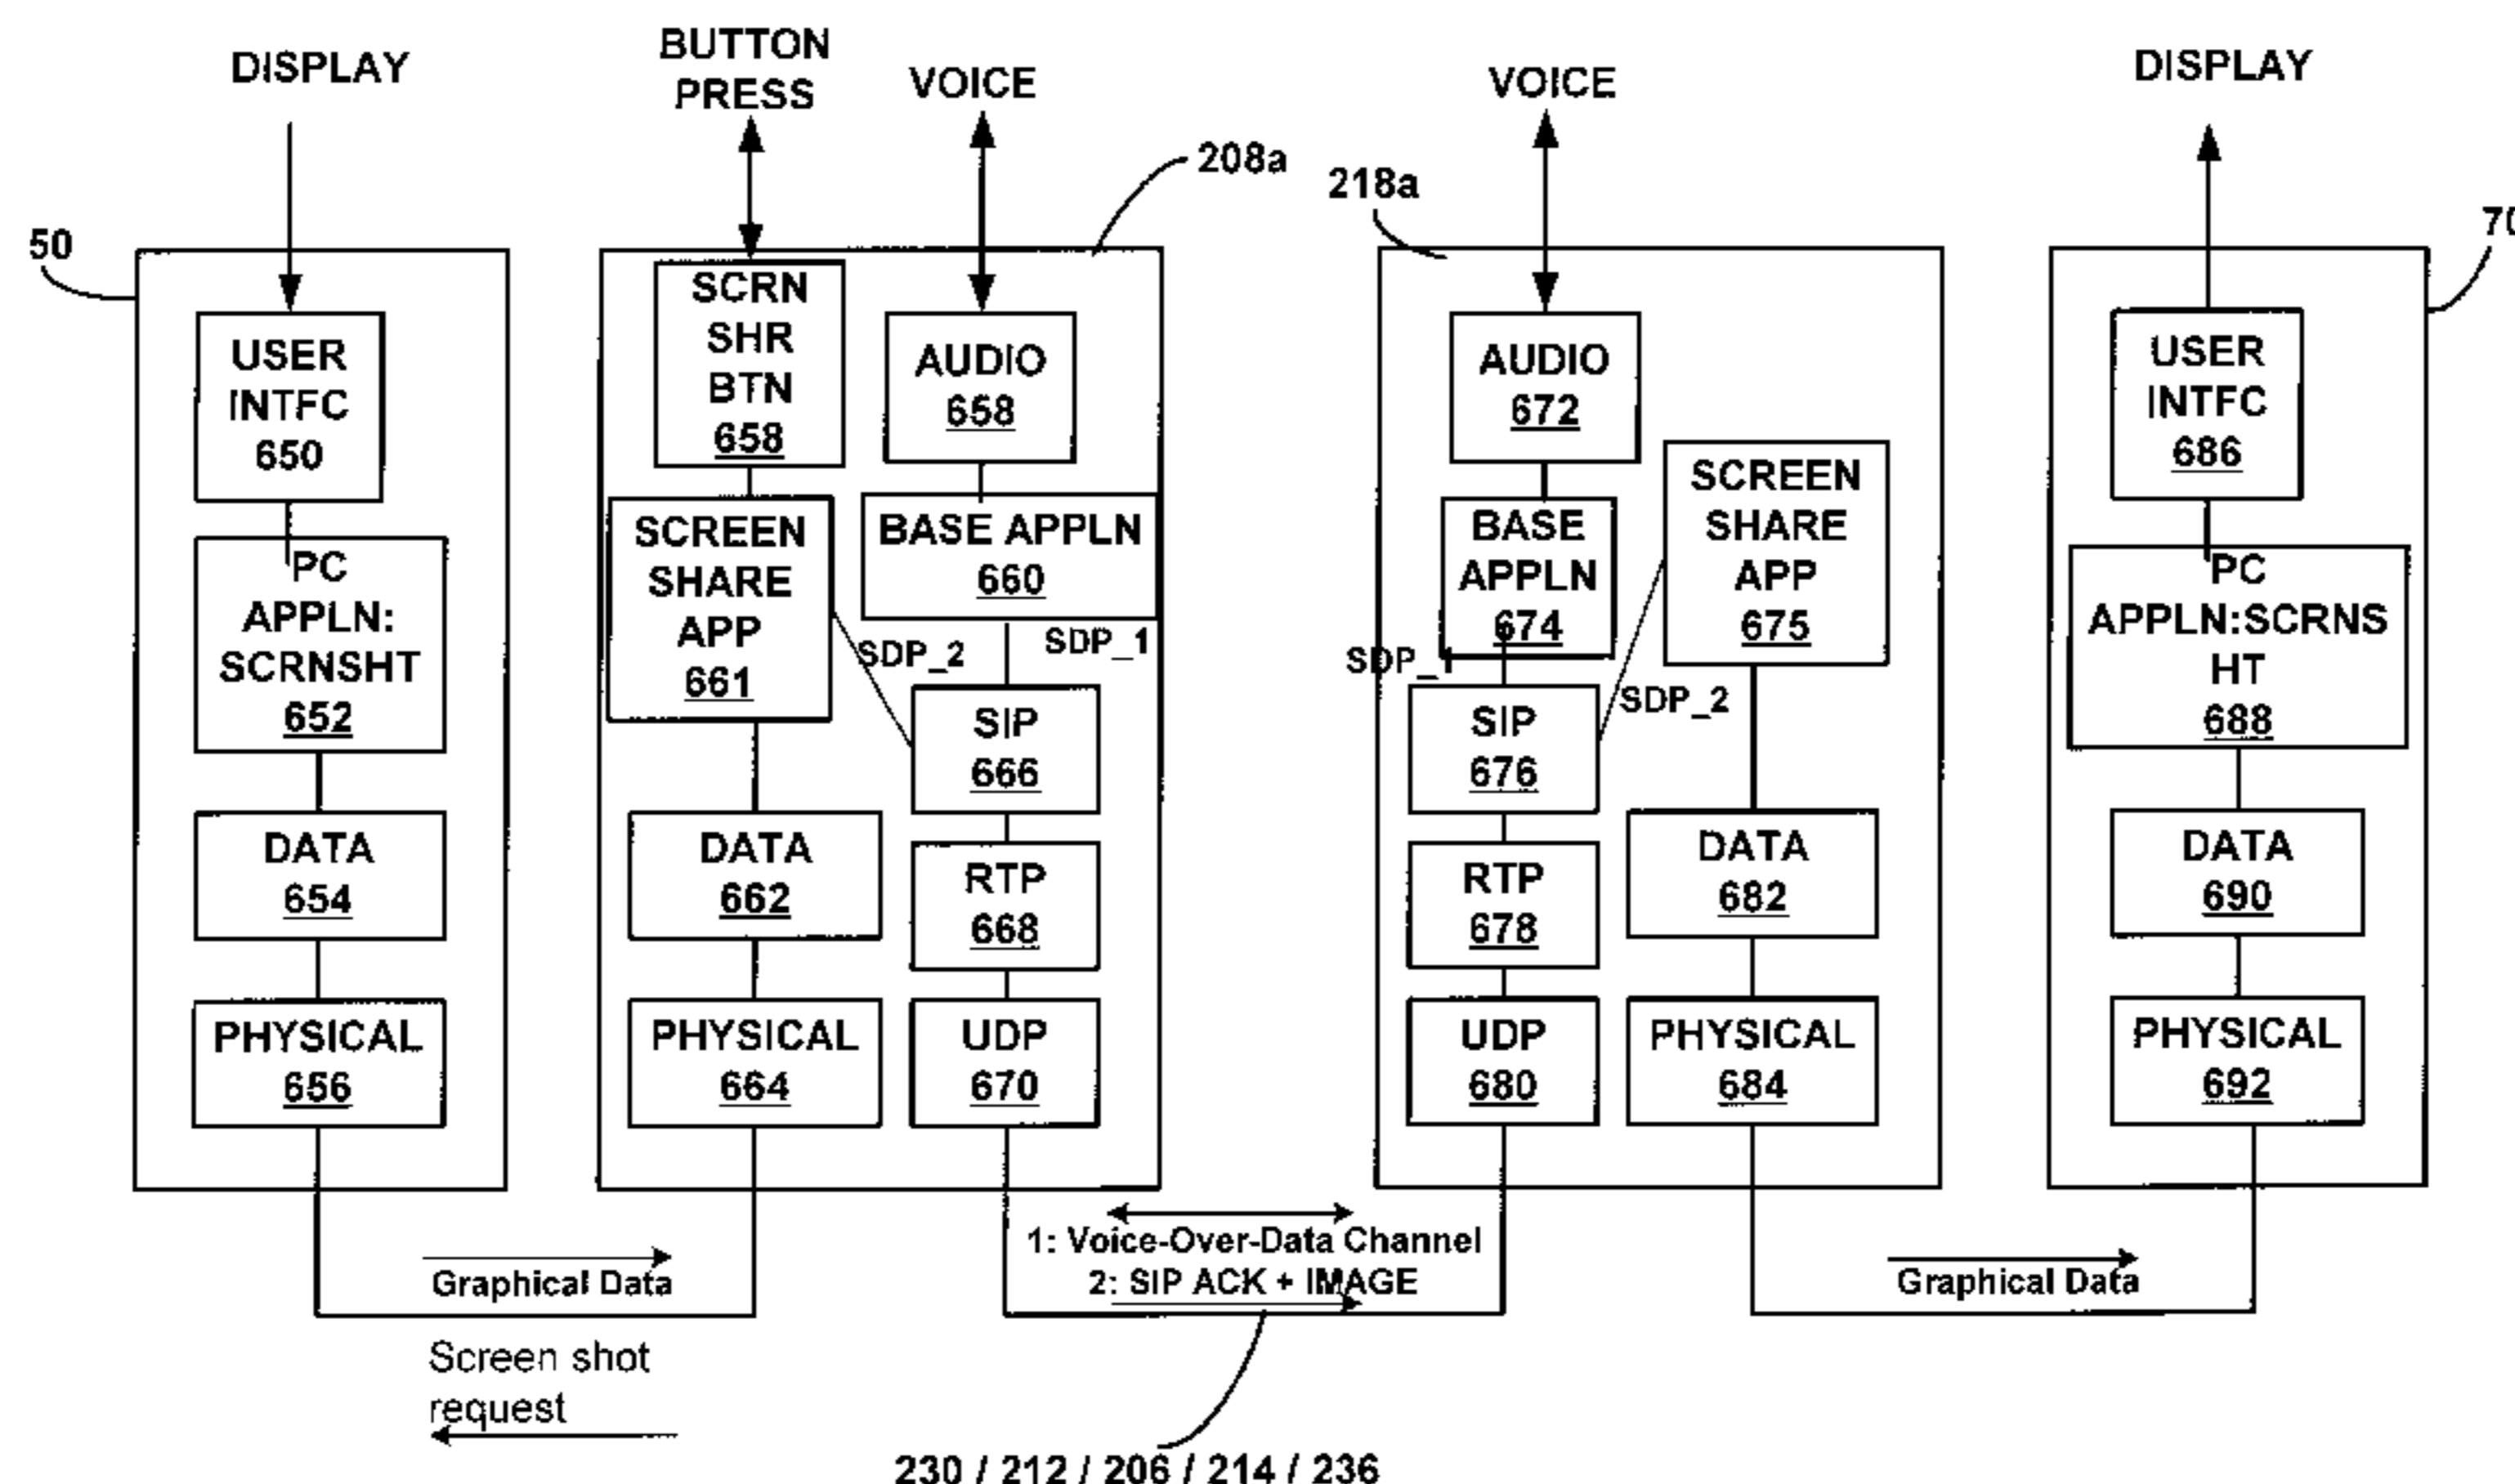 DISPLAY
BUTTON
PRESS
VOICE
VOICE
DISPLAY
208a
218a
50
70
USER
INTFC
650
PC
APPLN:
SCRNSHT
652
DATA
654
PHYSICAL
656
SCRN
SHR
BTN
658
SCREEN
SHARE
APP
661
DATA
662
PHYSICAL
664
AUDIO
658
BASE APPLN
660
SDP_2
SDP_1
SIP
666
RTP
668
UDP
670
AUDIO
672
BASE
APPLN
674
SDP_1
SIP
676
RTP
678
UDP
680
SCREEN
SHARE
APP
675
SDP_2
DATA
682
PHYSICAL
684
USER
INTFC
686
PC
APPLN:SCRNS
HT
688
DATA
690
PHYSICAL
692
Graphical Data
Screen shot
request
1: Voice-Over-Data Channel
2: SIP ACK + IMAGE
Graphical Data
230 / 212 / 206 / 214 / 236